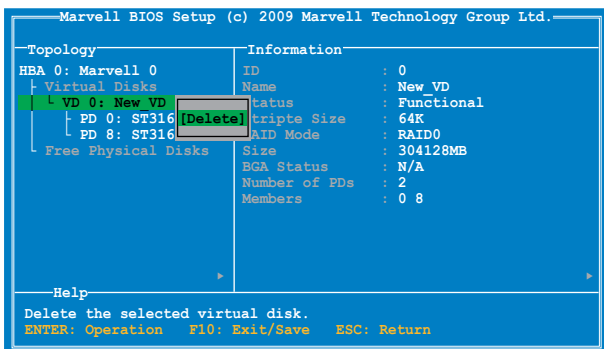 Marvell BIOS Setup (c) 2009 Marvell Technology Group Ltd.
Topology
HBA 0: Marvell 0
Virtual Disks
VD 0: New_VD
PD 0: ST316
PD 8: ST316
Free Physical Disks
[Delete]
Information
ID : 0
Name : New_VD
tatus : Functional
tripte Size : 64K
AID Mode : RAID0
Size : 304128MB
BGA Status : N/A
Number of PDs : 2
Members : 0 8
Help
Delete the selected virtual disk.
ENTER: Operation F10: Exit/Save ESC: Return